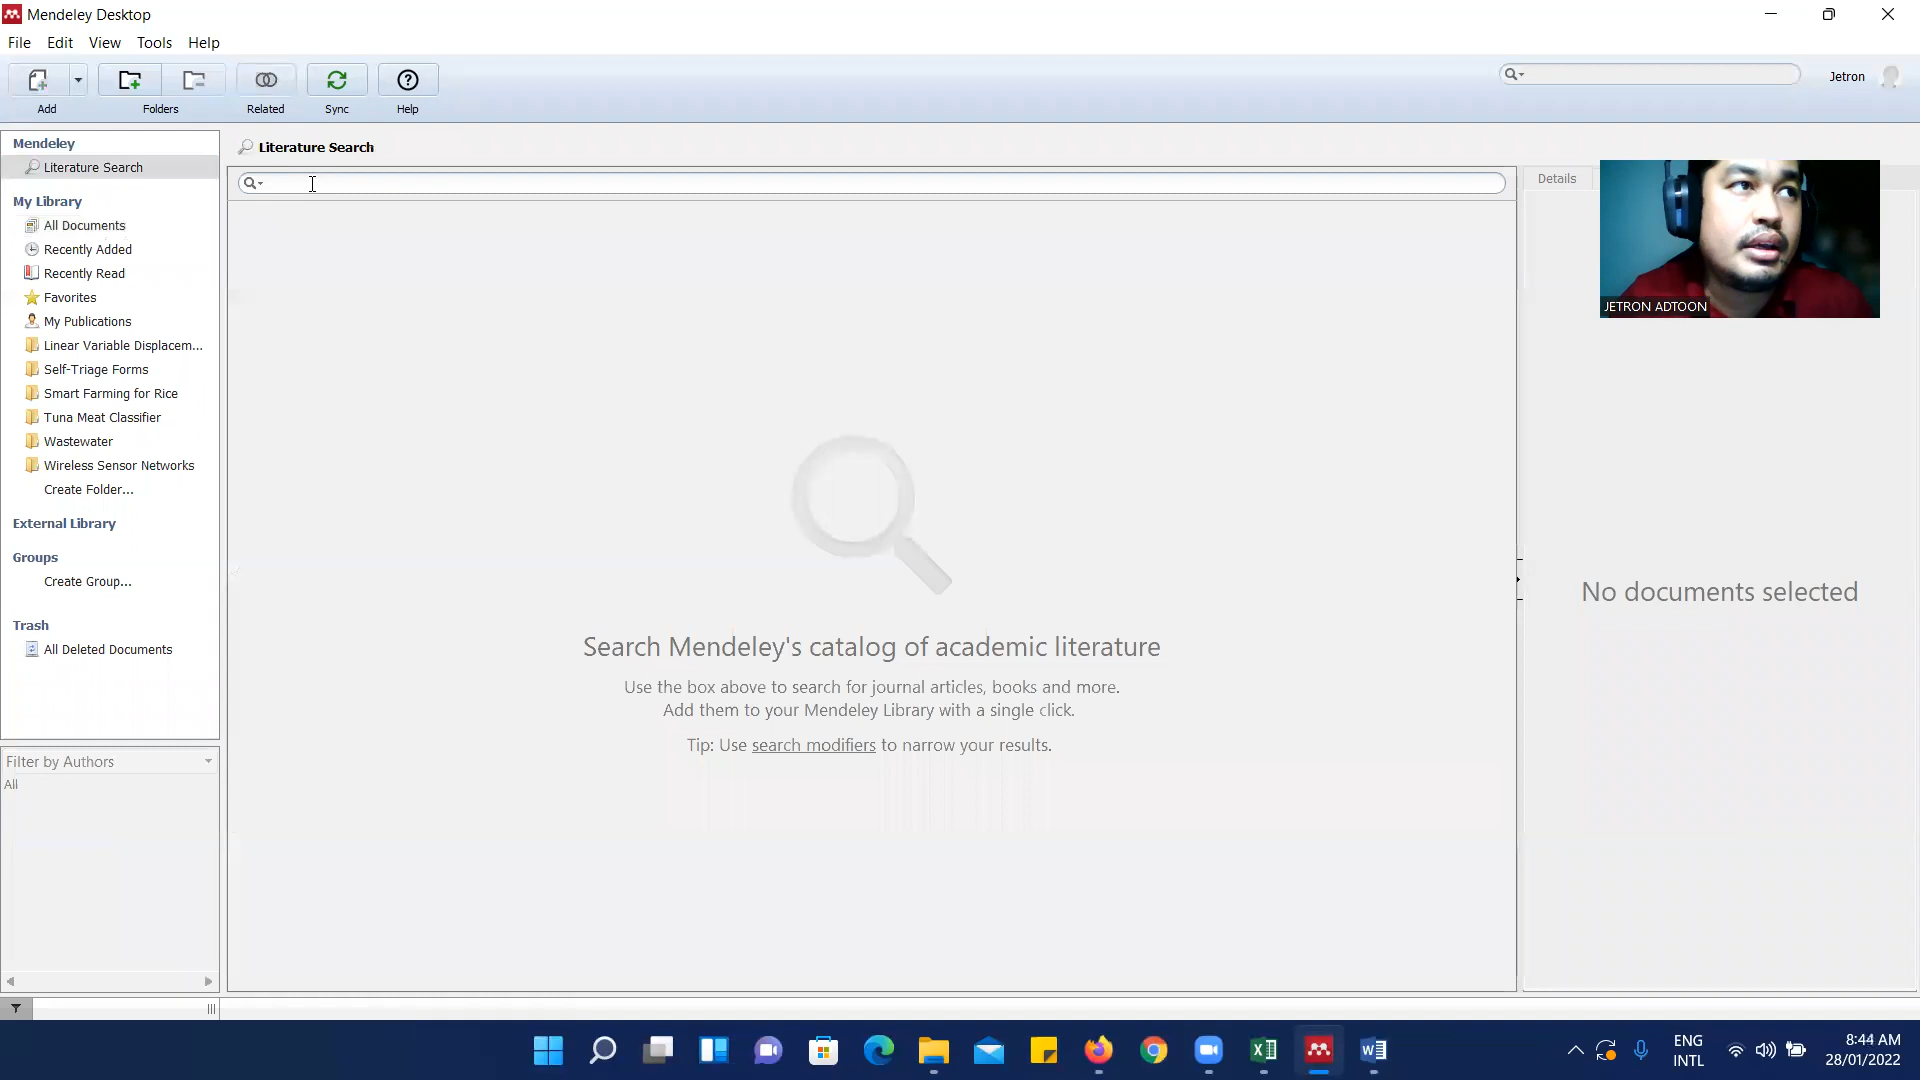 Mendeley Desktop
File Edit View Tools Help
Add Folders Related Sync Help
Jetron
Mendeley
Literature Search
My Library
All Documents
Recently Added
Recently Read
Favorites
My Publications
Linear Variable Displacem...
Self-Triage Forms
Smart Farming for Rice
Tuna Meat Classifier
Wastewater
Wireless Sensor Networks
Create Folder...
External Library
Groups
Create Group...
Trash
All Deleted Documents
Filter by Authors
All
Literature Search
Search Mendeley's catalog of academic literature
Use the box above to search for journal articles, books and more.
Add them to your Mendeley Library with a single click.
Tip: Use search modifiers to narrow your results.
Details
JETRON ADTOON
No documents selected
ENG
INTL
8:44 AM
28/01/2022